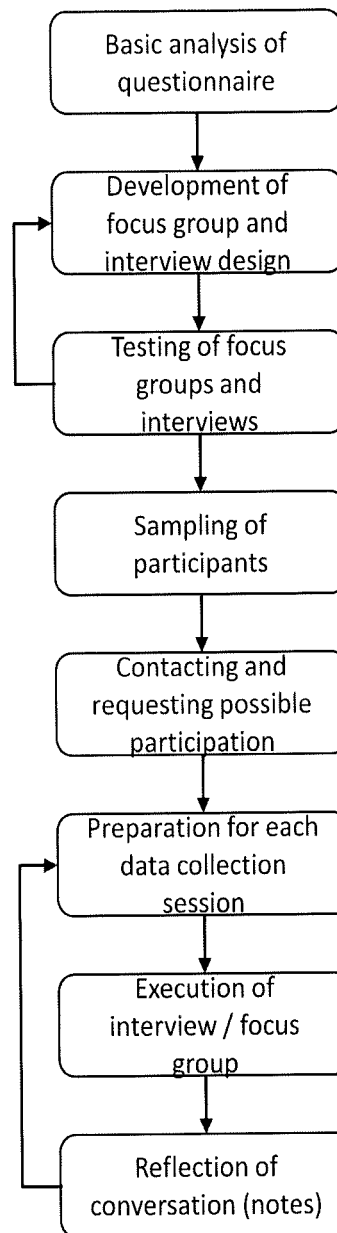 Basic analysis of
questionnaire
Development of
focus group and
interview design
Testing of focus
groups and
interviews
Sampling of
participants
Contacting and
requesting possible
participation
Preparation for each
data collection
session
Execution of
interview / focus
group
Reflection of
conversation (notes)